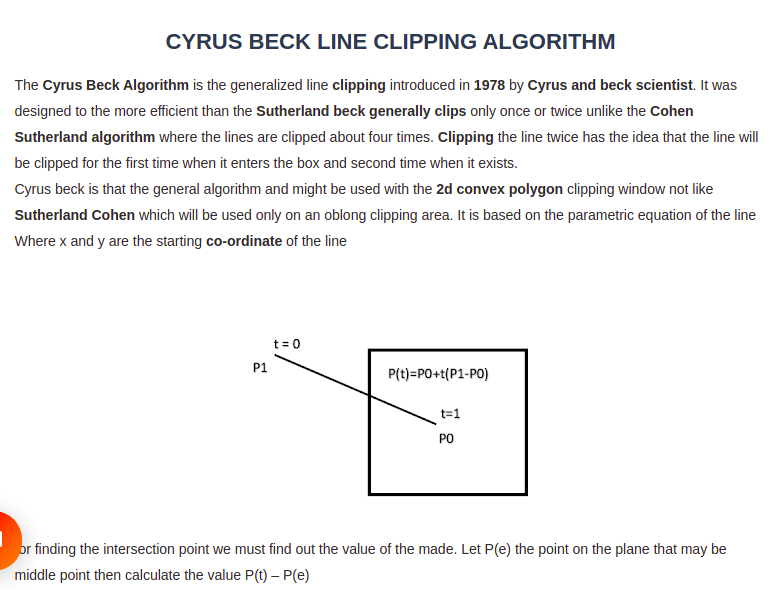 CYRUS BECK LINE CLIPPING ALGORITHM
The Cyrus Beck Algorithm is the generalized line clipping introduced in 1978 by Cyrus and beck scientist. It was
designed to the more efficient than the Sutherland beck generally clips only once or twice unlike the Cohen
Sutherland algorithm where the lines are clipped about four times. Clipping the line twice has the idea that the line will
be clipped for the first time when it enters the box and second time when it exists.
Cyrus beck is that the general algorithm and might be used with the 2d convex polygon clipping window not like
Sutherland Cohen which will be used only on an oblong clipping area. It is based on the parametric equation of the line
Where x and y are the starting co-ordinate of the line
t = 0
P1
P(t)=P0+t(P1-P0)
t=1
P0
or finding the intersection point we must find out the value of the made. Let P(e) the point on the plane that may be
middle point then calculate the value P(t) – P(e)